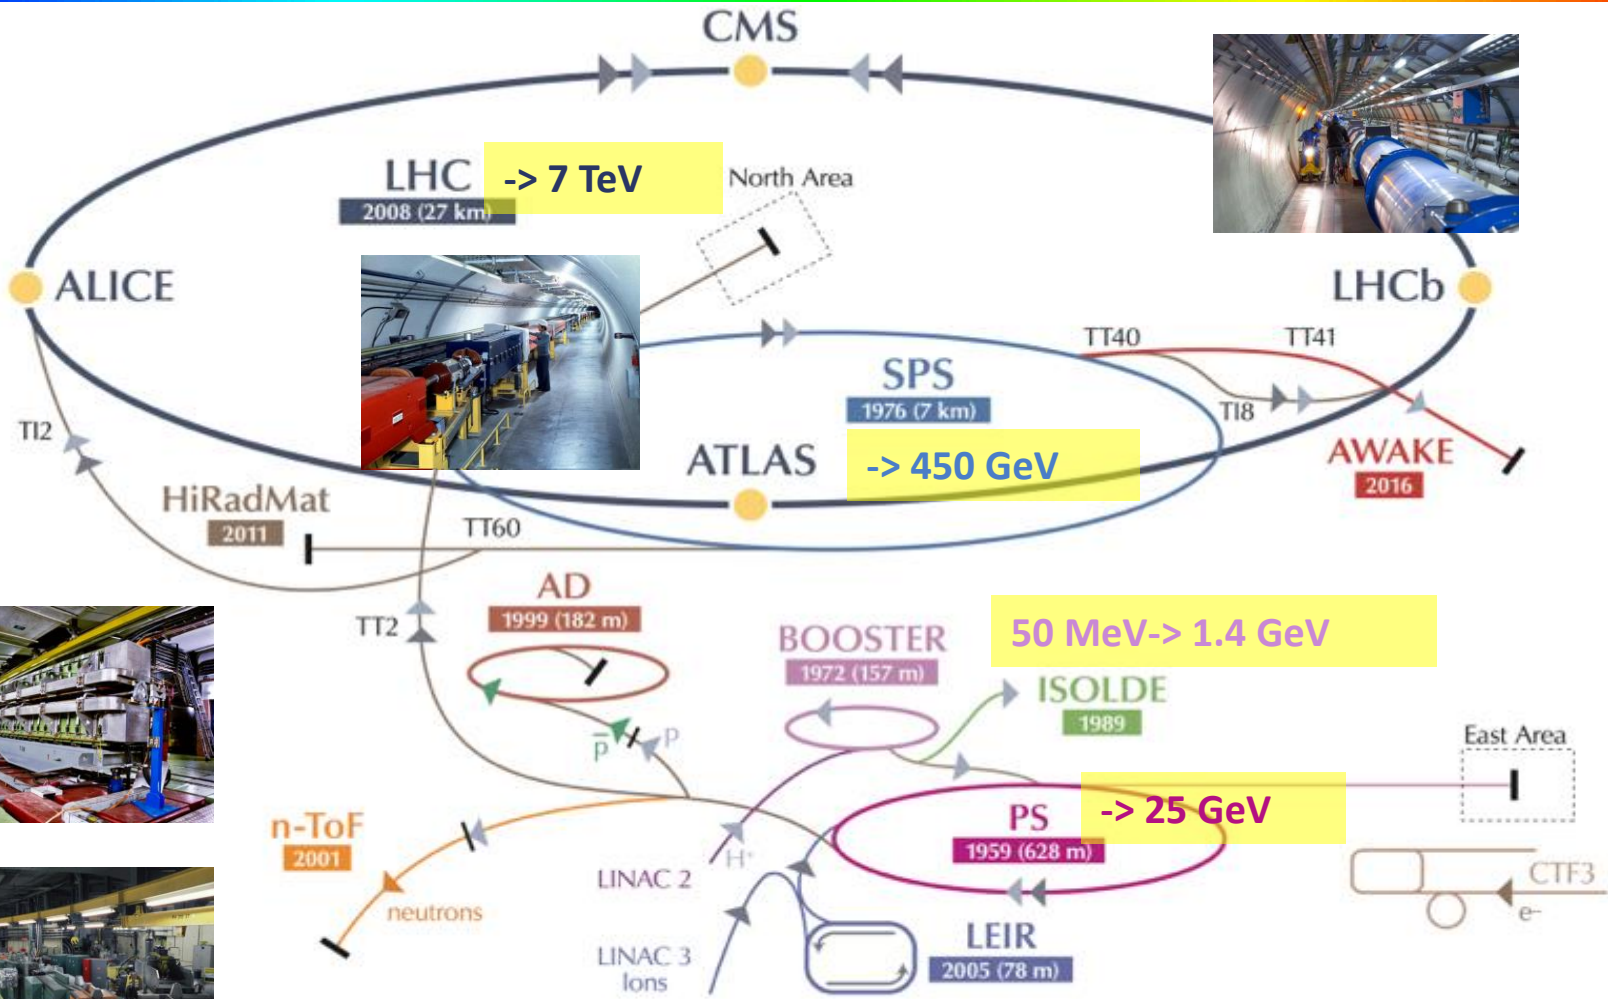 CMS
LHC
-> 7 TeV
2008 (27 km)
North Area
ALICE
LHCb
TT40
TT41
SPS
1976 (7 km)
TI8
TI2
ATLAS
-> 450 GeV
AWAKE
2016
HiRadMat
2011
TT60
AD
1999 (182 m)
TT2
BOOSTER
1972 (157 m)
50 MeV-> 1.4 GeV
ISOLDE
1989
p̅
p
East Area
n-ToF
2001
neutrons
LINAC 2
H⁺
PS
1959 (628 m)
-> 25 GeV
CTF3
e⁻
LINAC 3
Ions
LEIR
2005 (78 m)